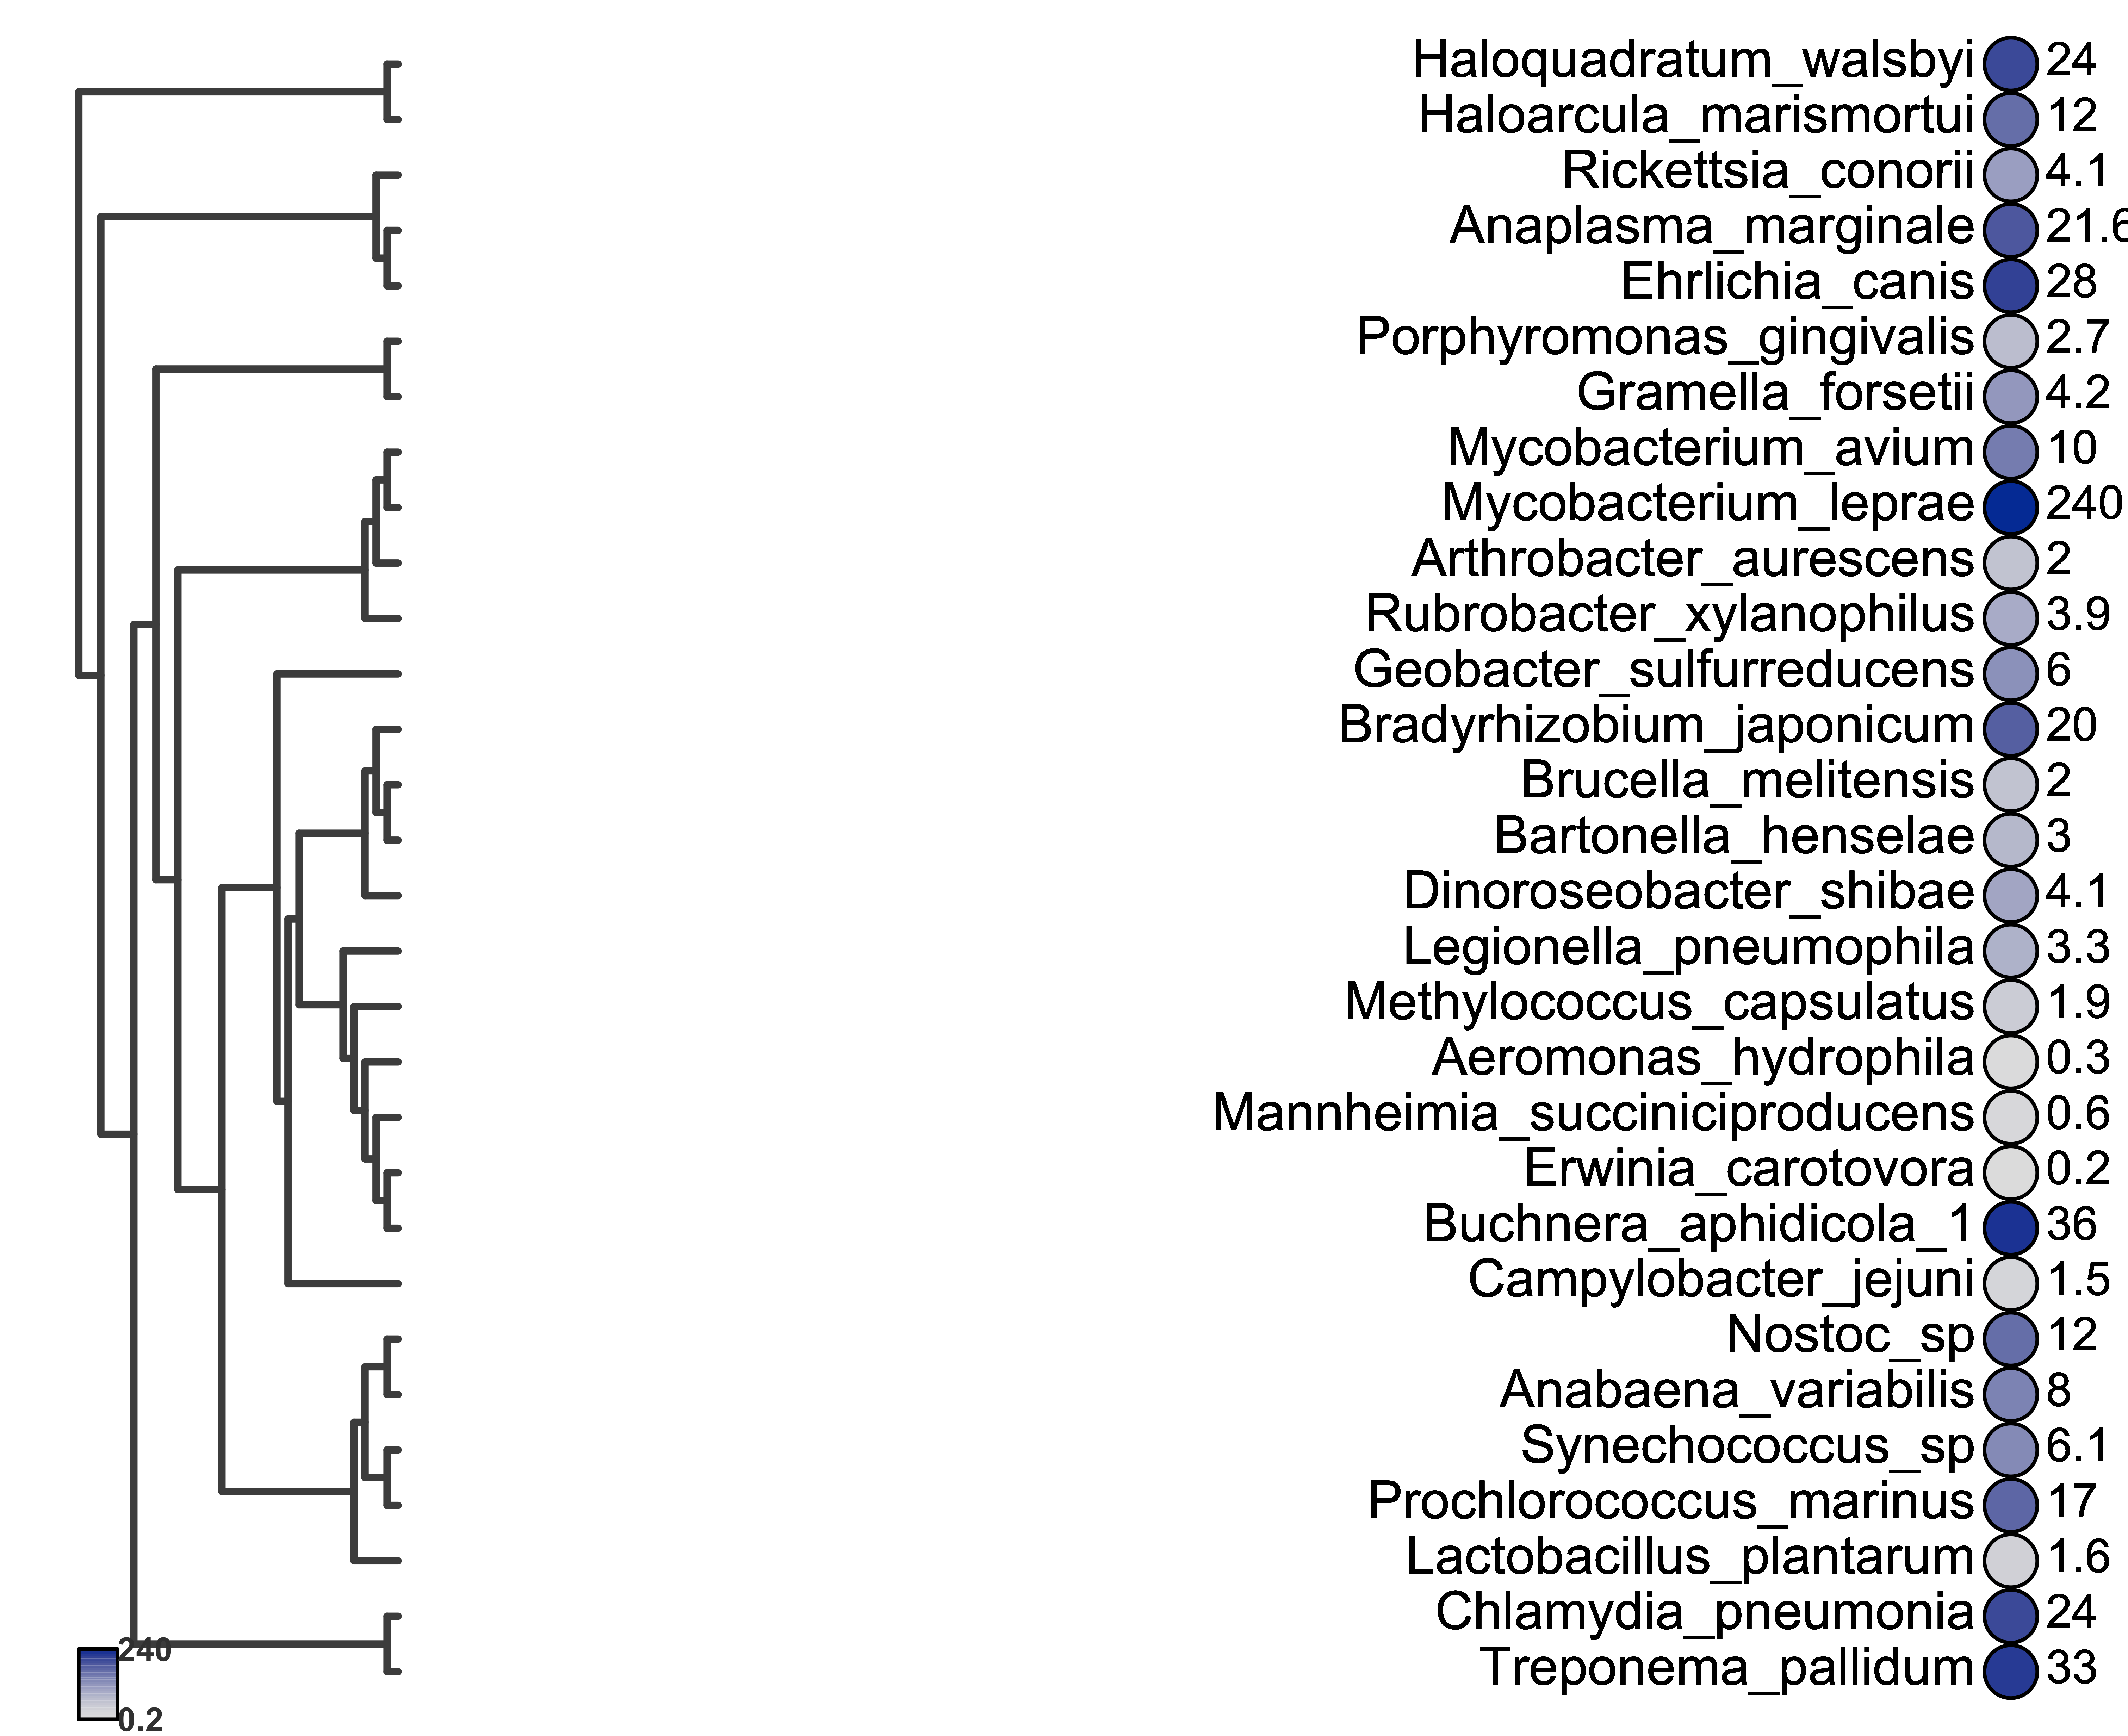 Haloquadratum_walsbyi 24
Haloarcula_marismortui 12
Rickettsia_conorii 4.1
Anaplasma_marginale 21.6
Ehrlichia_canis 28
Porphyromonas_gingivalis 2.7
Gramella_forsetii 4.2
Mycobacterium_avium 10
Mycobacterium_leprae 240
Arthrobacter_aurescens 2
Rubrobacter_xylanophilus 3.9
Geobacter_sulfurreducens 6
Bradyrhizobium_japonicum 20
Brucella_melitensis 2
Bartonella_henselae 3
Dinoroseobacter_shibae 4.1
Legionella_pneumophila 3.3
Methylococcus_capsulatus 1.9
Aeromonas_hydrophila 0.3
Mannheimia_succiniciproducens 0.6
Erwinia_carotovora 0.2
Buchnera_aphidicola_1 36
Campylobacter_jejuni 1.5
Nostoc_sp 12
Anabaena_variabilis 8
Synechococcus_sp 6.1
Prochlorococcus_marinus 17
Lactobacillus_plantarum 1.6
Chlamydia_pneumonia 24
Treponema_pallidum 33
240
0.2